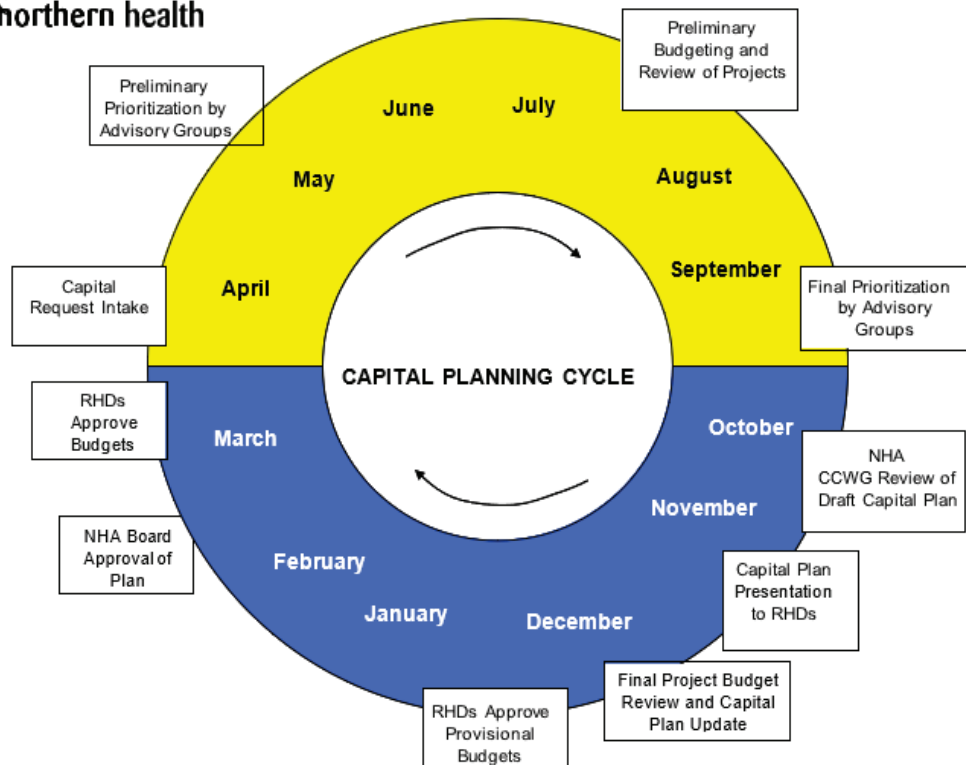 northern health
Preliminary
Budgeting and
Review of Projects
Preliminary
Prioritization by
Advisory Groups
June
July
May
August
April
September
Capital
Request Intake
Final Prioritization
by Advisory
Groups
CAPITAL PLANNING CYCLE
RHDs
Approve
Budgets
March
October
NHA
CCWG Review of
Draft Capital Plan
November
NHA Board
Approval of
Plan
February
January
December
Capital Plan
Presentation
to RHDs
Final Project Budget
Review and Capital
Plan Update
RHDs Approve
Provisional
Budgets